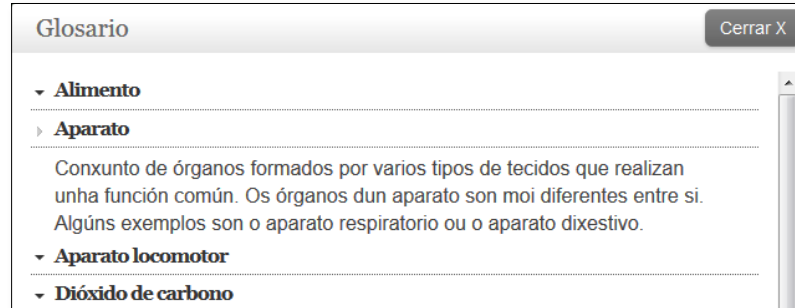 Glosario
Cerrar X
Alimento
Aparato
Conxunto de órganos formados por varios tipos de tecidos que realizan
unha función común. Os órganos dun aparato son moi diferentes entre si.
Algúns exemplos son o aparato respiratorio ou o aparato dixestivo.
Aparato locomotor
Dióxido de carbono